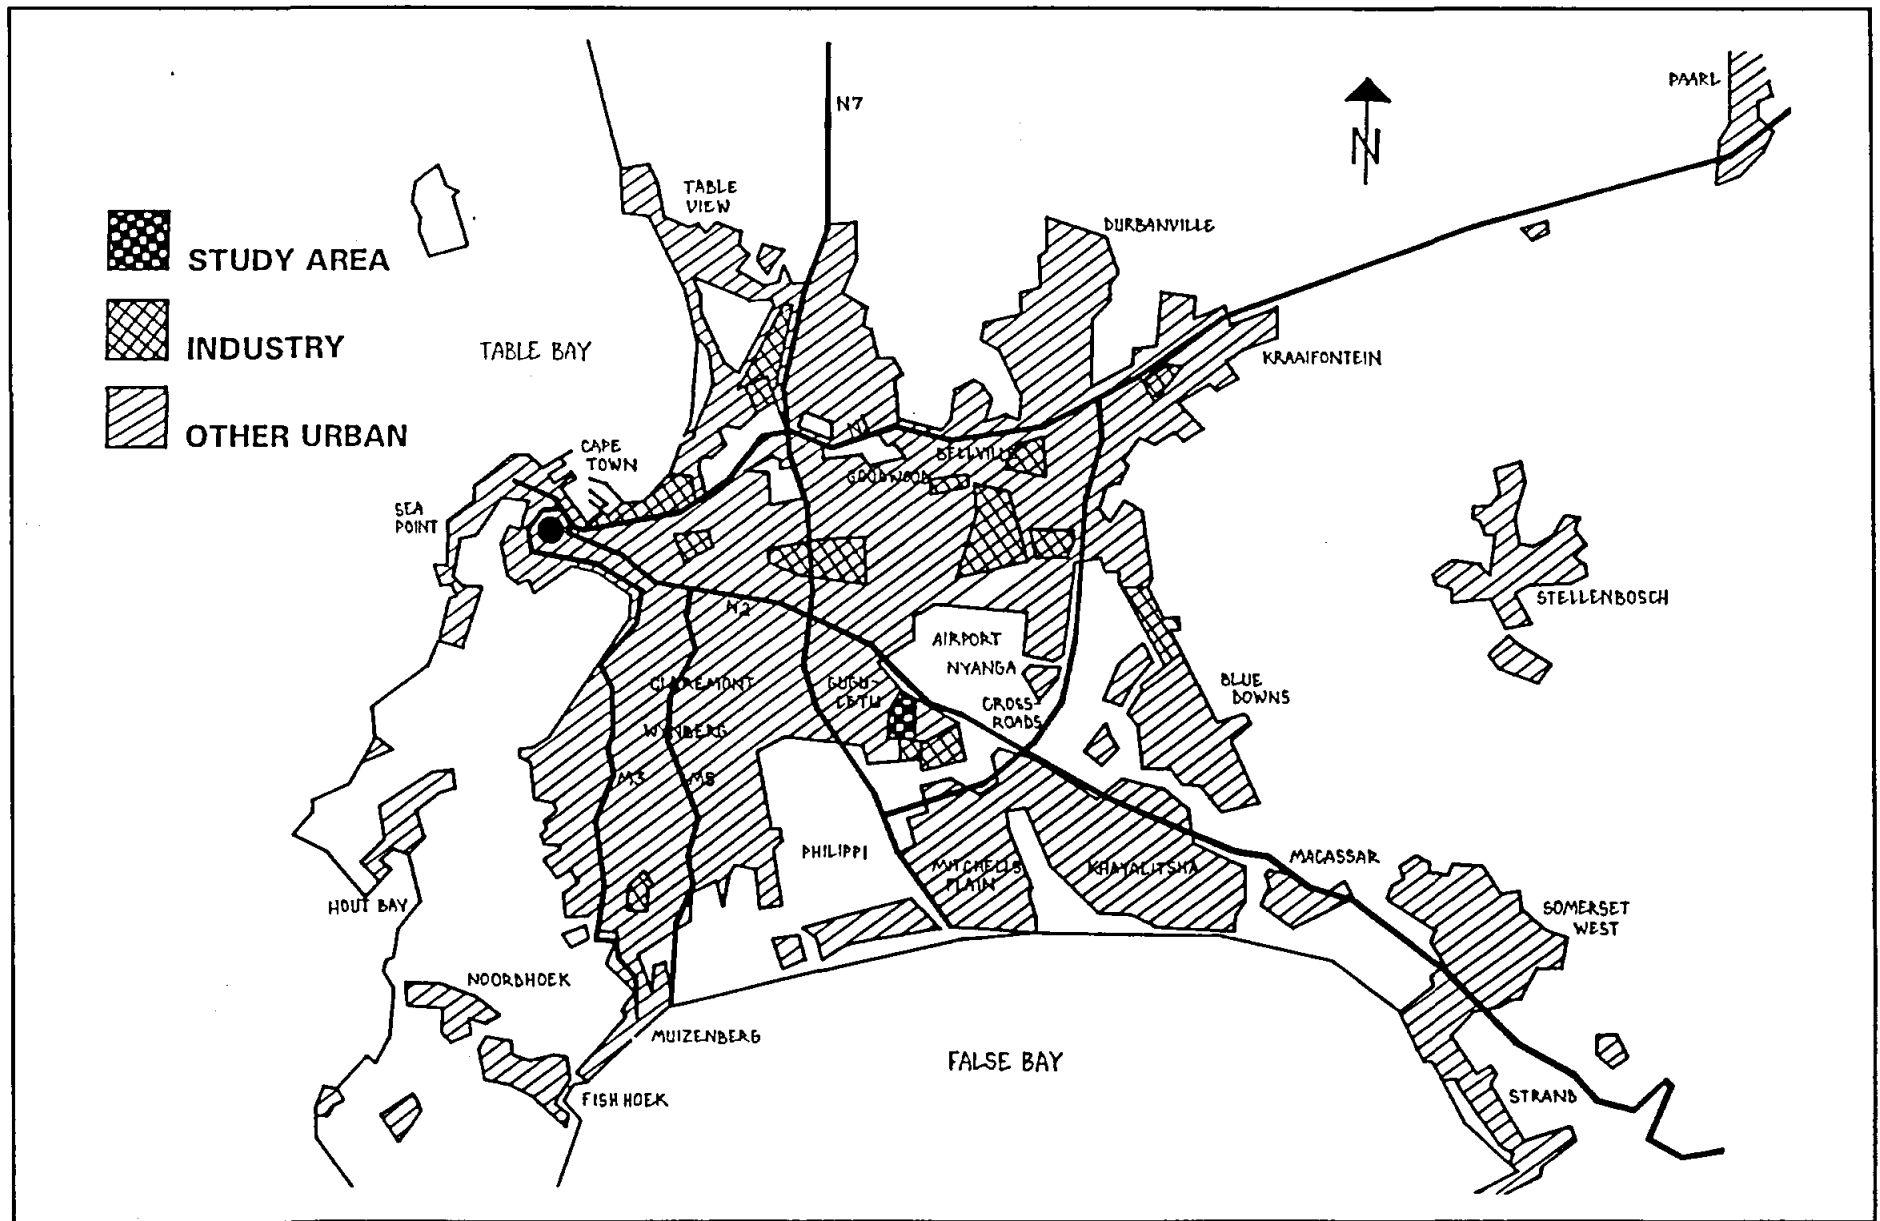 PAARL
N7
N
TABLE
VIEW
DURBANVILLE
STUDY AREA
INDUSTRY
TABLE BAY
KRAAIFONTEIN
OTHER URBAN
N1
CAPE
TOWN
BELLVILLE
GOODWOOD
SEA
POINT
N2
STELLENBOSCH
AIRPORT
NYANGA
GUGU-
LETU
CLAREMONT
CROSS-
ROADS
BLUE
DOWNS
WYNBERG
M3
M5
PHILIPPI
MITCHELLS
PLAIN
KHAYALITSHA
MACASSAR
HOUT BAY
SOMERSET
WEST
NOORDHOEK
MUIZENBERG
FALSE BAY
FISH HOEK
STRAND